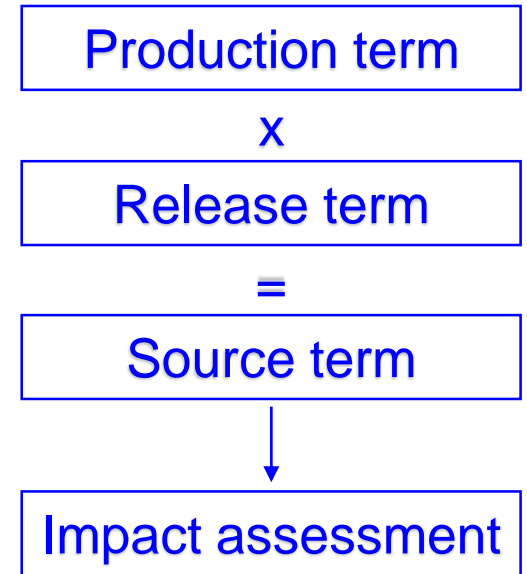 Production term
x
Release term
=
Source term
Impact assessment